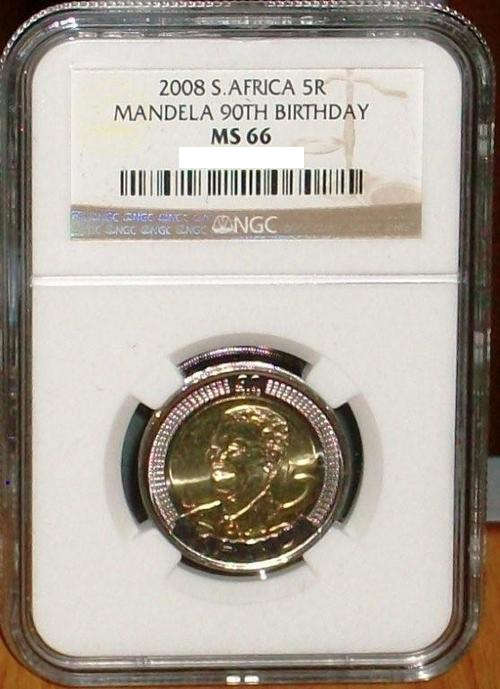 2008 S.AFRICA 5R
MANDELA 90TH BIRTHDAY
MS 66
NGC